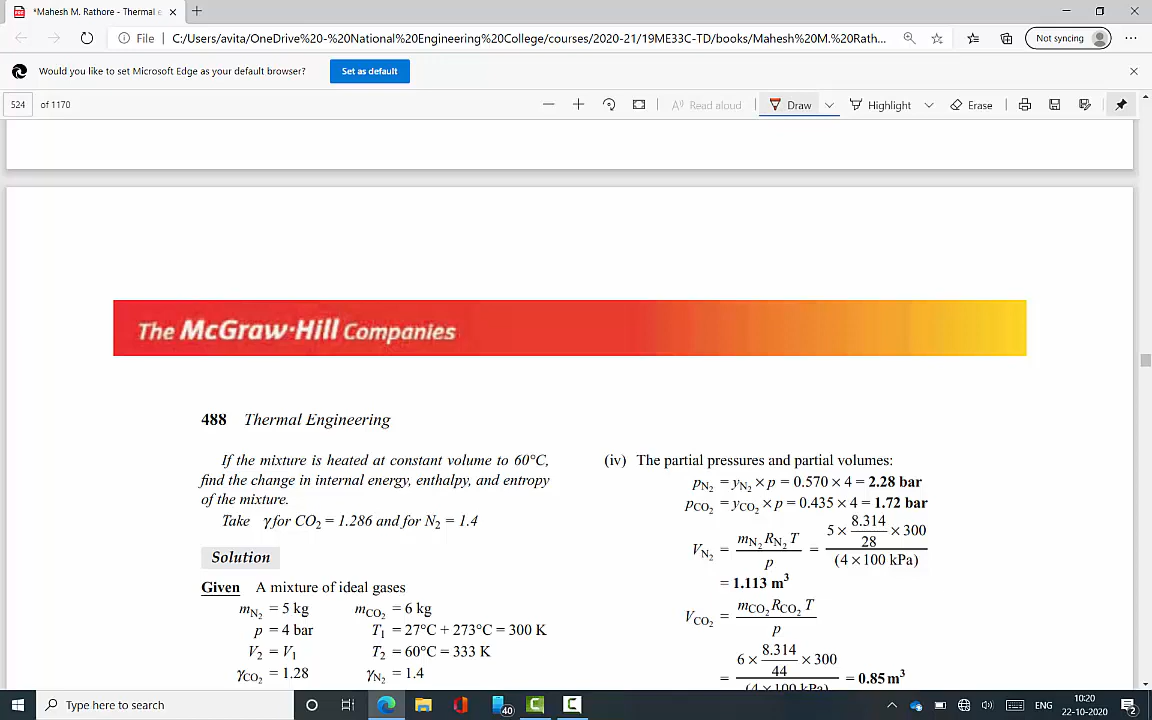 *Mahesh M. Rathore - Thermal e
File
C:/Users/avita/OneDrive%20-%20National%20Engineering%20College/courses/2020-21/19ME33C-TD/books/Mahesh%20M.%20Rath...
Not syncing
Would you like to set Microsoft Edge as your default browser?
Set as default
524 of 1170
Read aloud
Draw
Highlight
Erase
The McGraw·Hill Companies
488 Thermal Engineering
If the mixture is heated at constant volume to 60°C,
find the change in internal energy, enthalpy, and entropy
of the mixture.
Take γ for CO₂ = 1.286 and for N₂ = 1.4
Solution
Given A mixture of ideal gases
m_N₂ = 5 kg m_CO₂ = 6 kg
p = 4 bar T₁ = 27°C + 273°C = 300 K
V₂ = V₁ T₂ = 60°C = 333 K
γ_CO₂ = 1.28 γ_N₂ = 1.4
(iv) The partial pressures and partial volumes:
p_N₂ = y_N₂ × p = 0.570 × 4 = 2.28 bar
p_CO₂ = y_CO₂ × p = 0.435 × 4 = 1.72 bar
V_N₂ = m_N₂ R_N₂ T / p = 5 × 8.314/28 × 300 / (4 × 100 kPa)
= 1.113 m³
V_CO₂ = m_CO₂ R_CO₂ T / p
= 6 × 8.314/44 × 300 / (4 × 100 kPa) = 0.85 m³
Type here to search
40
ENG
10:20
22-10-2020
2